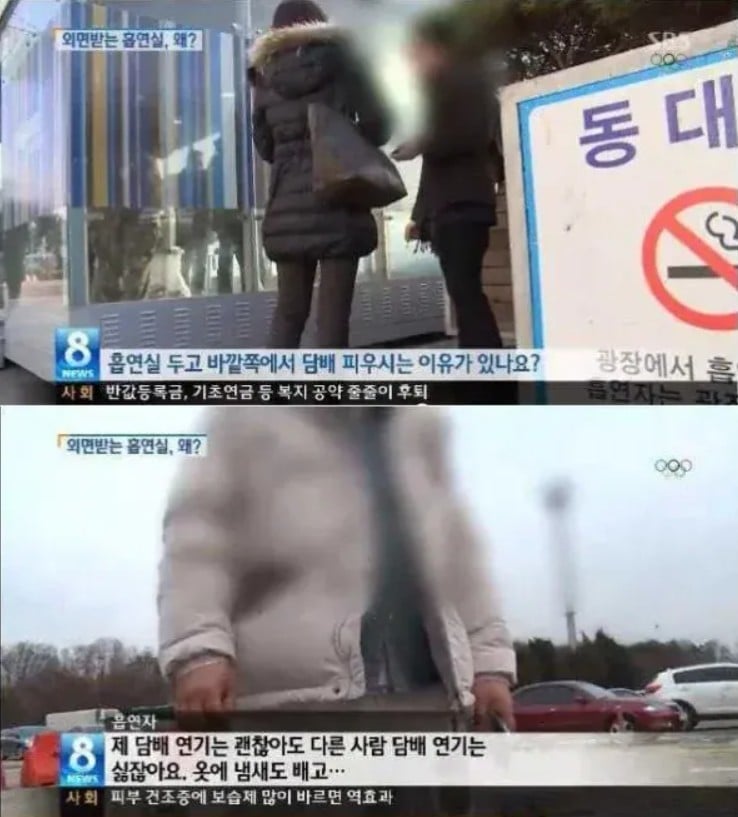 외면받는 흡연실, 왜?
SBS
동대
8
NEWS
흡연실 두고 바깥쪽에서 담배 피우시는 이유가 있나요?
광장에서 흡
흡연자는 광장
사회 반값등록금, 기초연금 등 복지 공약 줄줄이 후퇴
외면받는 흡연실, 왜?
흡연자
8
NEWS
제 담배 연기는 괜찮아도 다른 사람 담배 연기는
싫잖아요. 옷에 냄새도 배고…
사회 피부 건조증에 보습제 많이 바르면 역효과